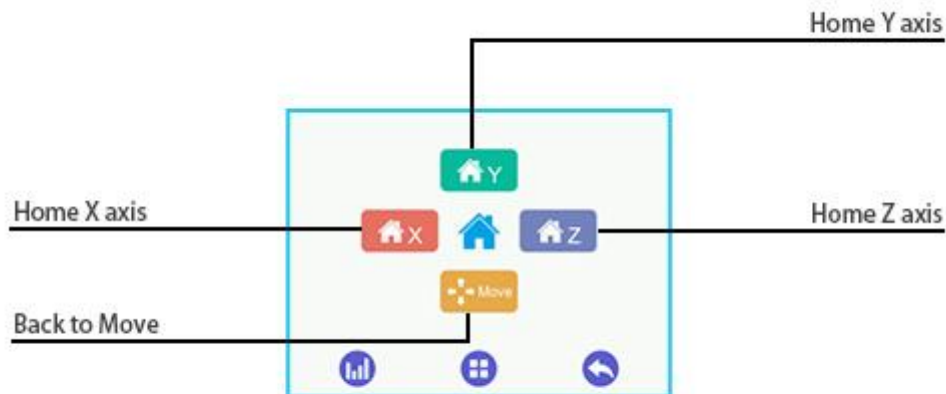 Home Y axis
Y
Home X axis
X
Z
Home Z axis
Move
Back to Move